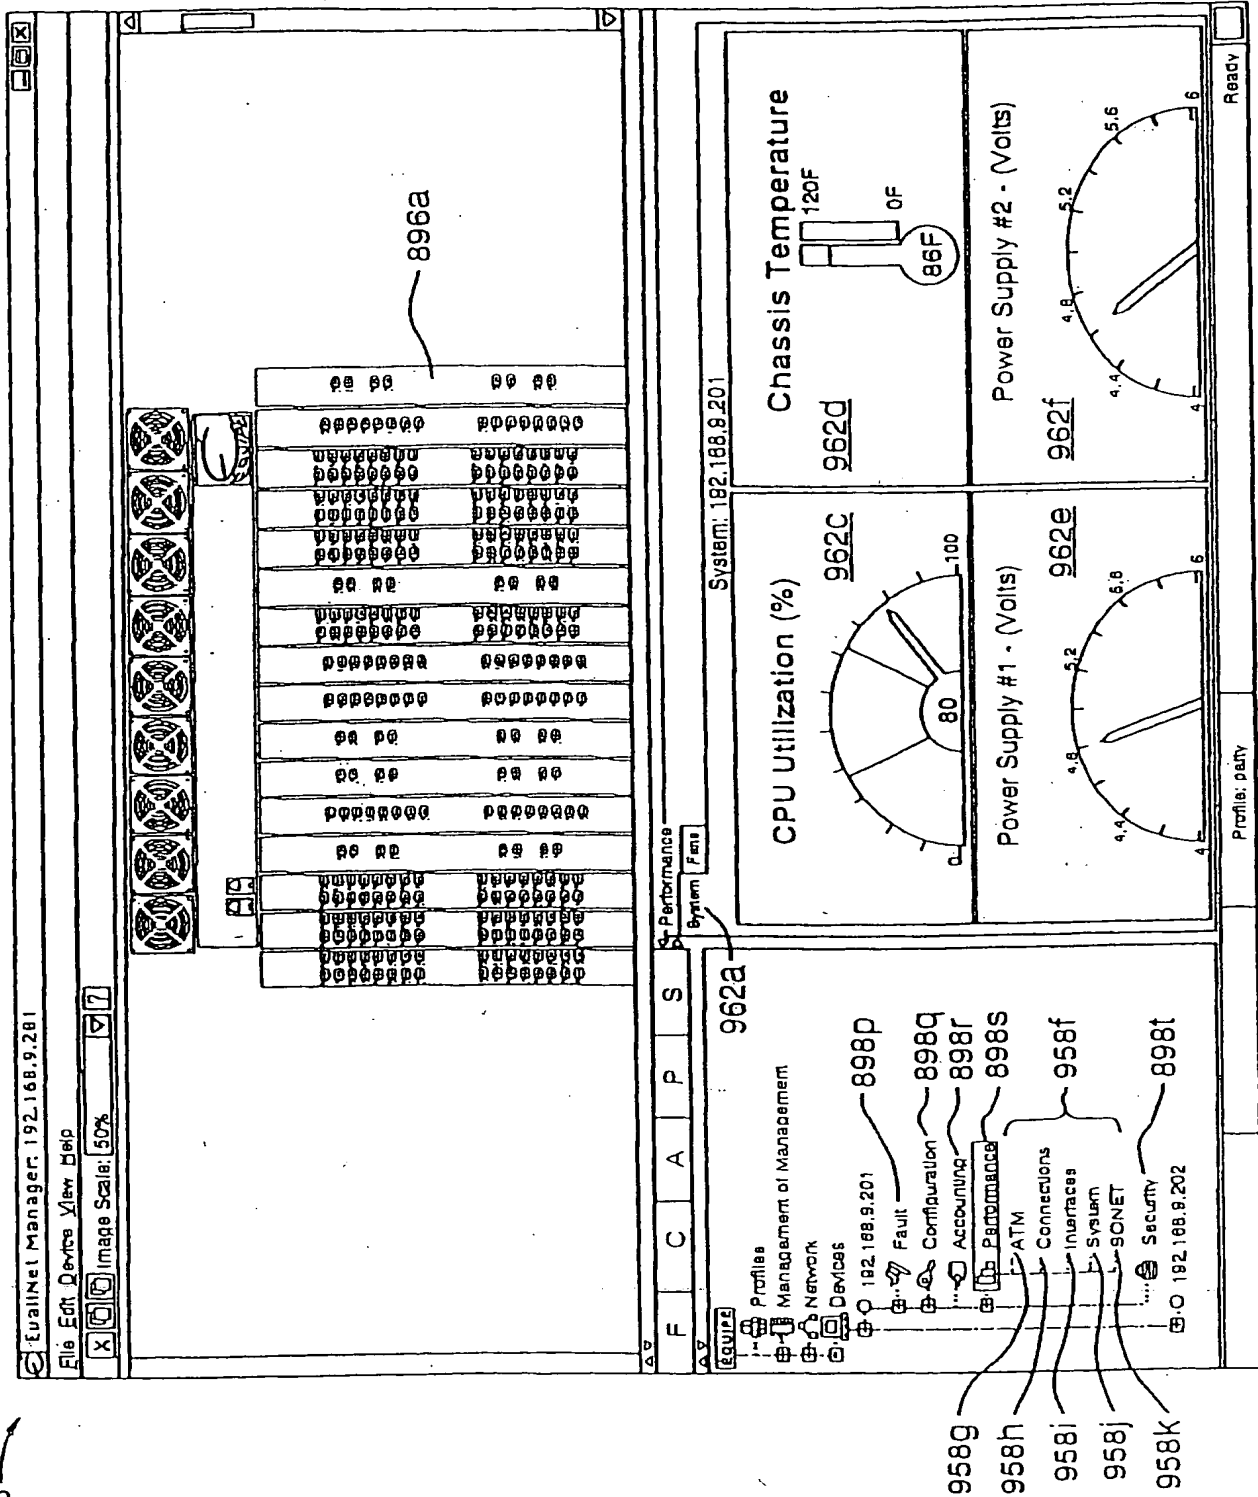 EuallNet Manager: 192.168.9.201
File Edit Device View Help
Image Scale: 50%
?
896a
F C A P S
EQUIPE
Profiles
Management of Management
Network
Devices
192.168.9.201
Fault
898p
Configuration
898q
Accounting
898r
Performance
898s
ATM
Connections
Interfaces
System
SONET
958f
Security
898t
192.168.9.202
958g
958h
958i
958j
958k
962a
Performance
System Fans
System: 192.168.9.201
CPU Utilization (%)
962c
0
80
100
Chassis Temperature
962d
120F
0F
86F
Power Supply #1 - (Volts)
962e
4
4.4
4.8
5.2
5.6
6
Power Supply #2 - (Volts)
962f
4
4.4
4.8
5.2
5.6
6
Profile: patty
Ready